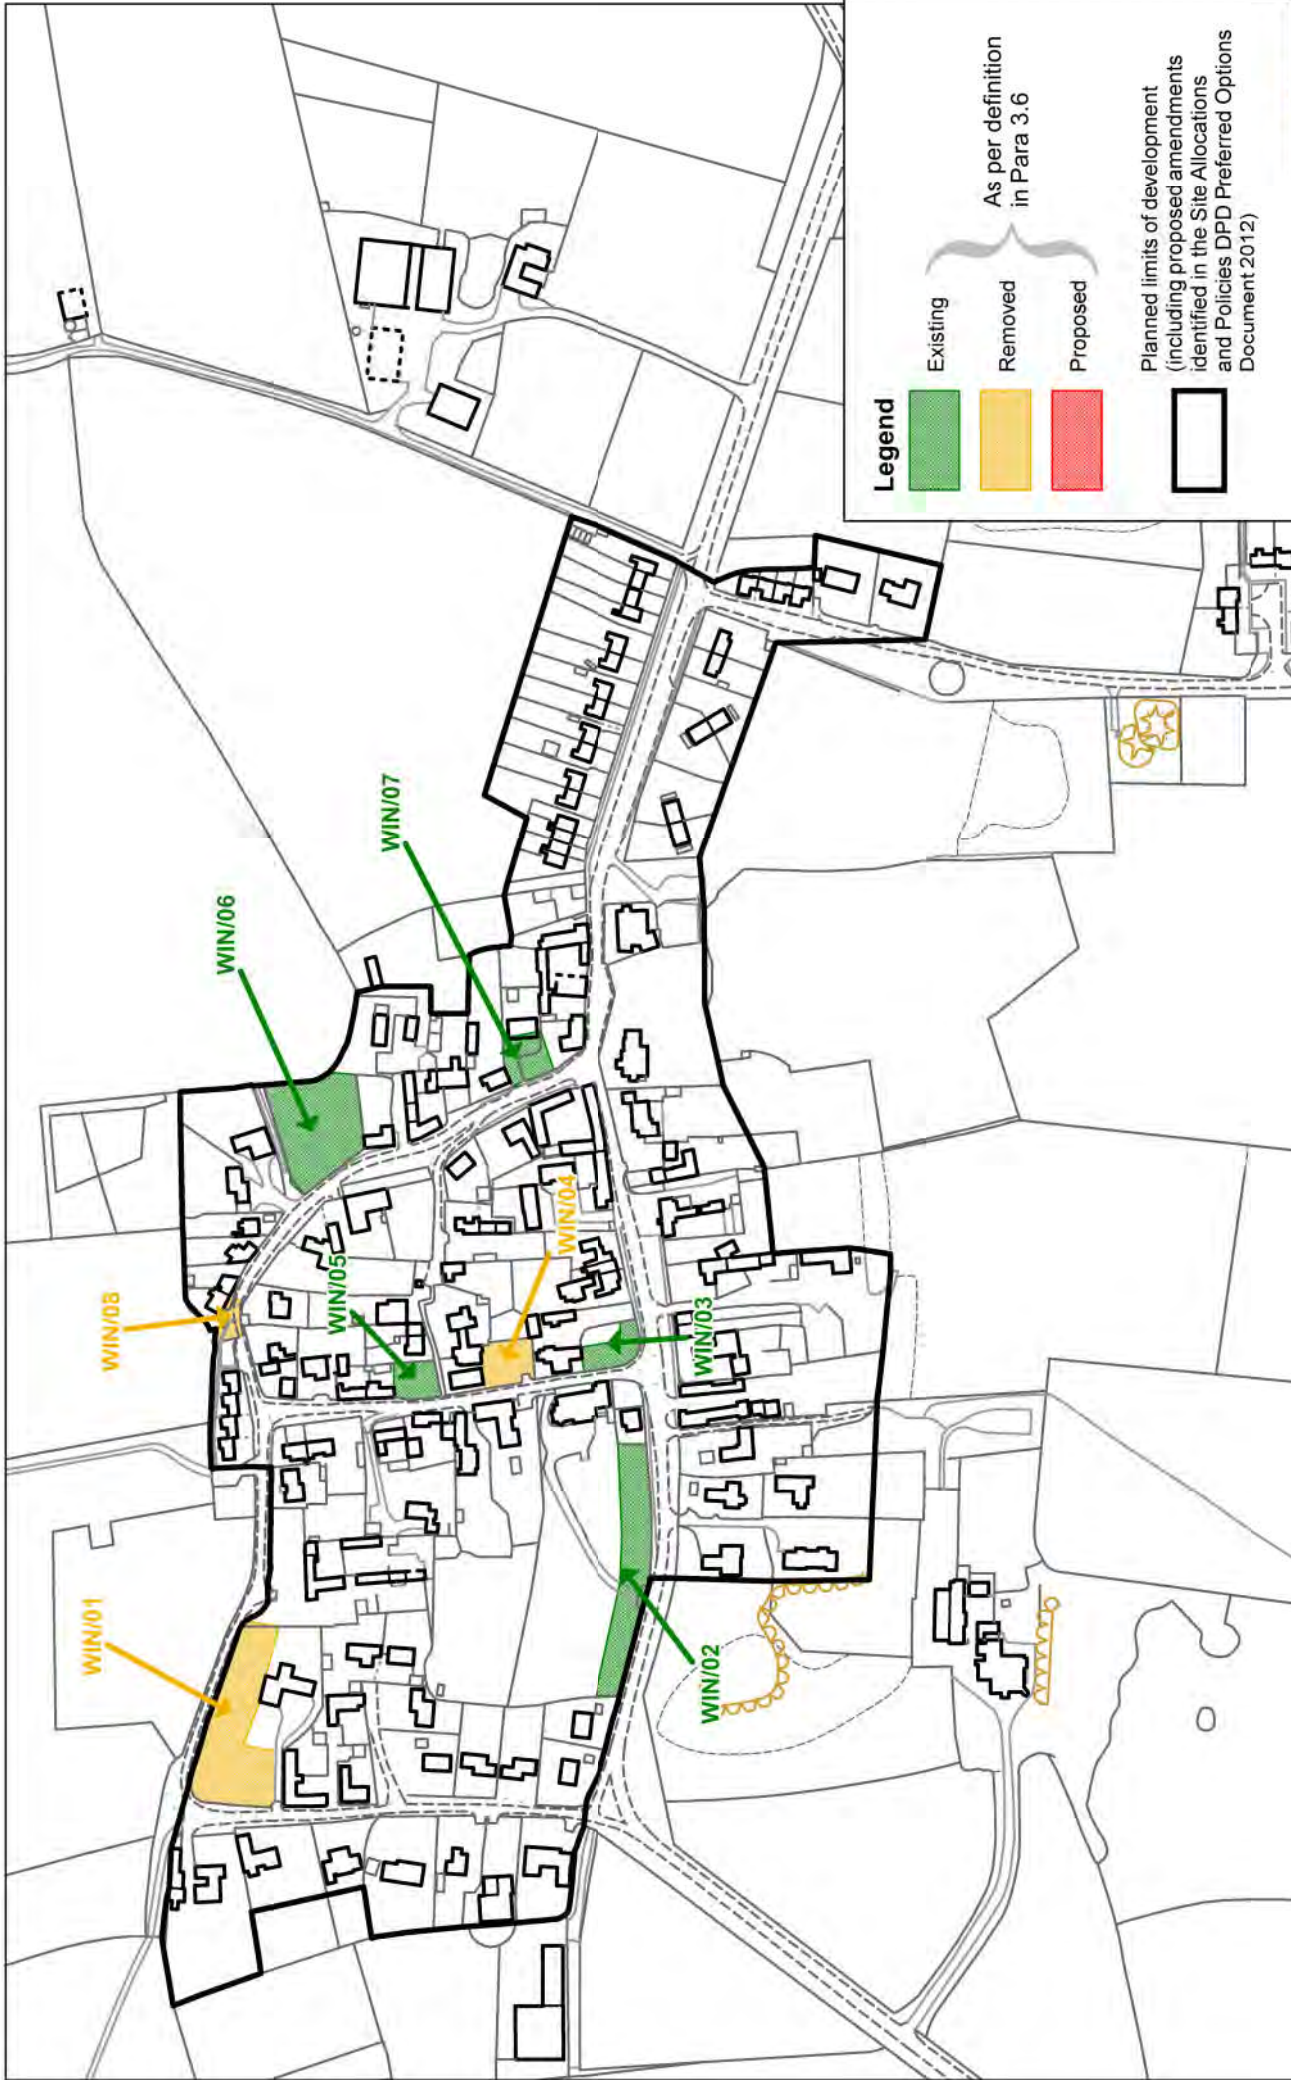 WIN/01
WIN/08
WIN/06
WIN/07
WIN/05
WIN/04
WIN/03
WIN/02
Legend
Existing
Removed
Proposed
As per definition
in Para 3.6
Planned limits of development
(including proposed amendments
identified in the Site Allocations
and Policies DPD Preferred Options
Document 2012)